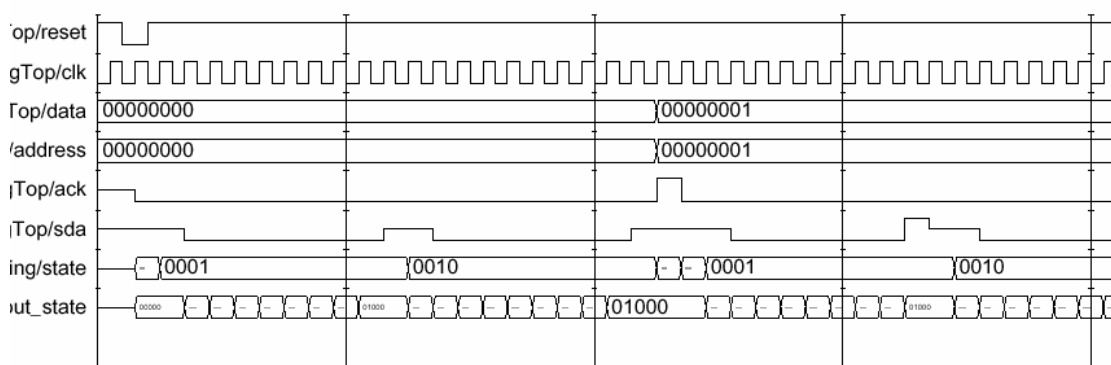 op/reset
gTop/clk
Top/data 00000000 00000001
/address 00000000 00000001
gTop/ack
gTop/sda
ing/state - 0001 0010 - - 0001 0010
out_state 00000 01000 01000 01000